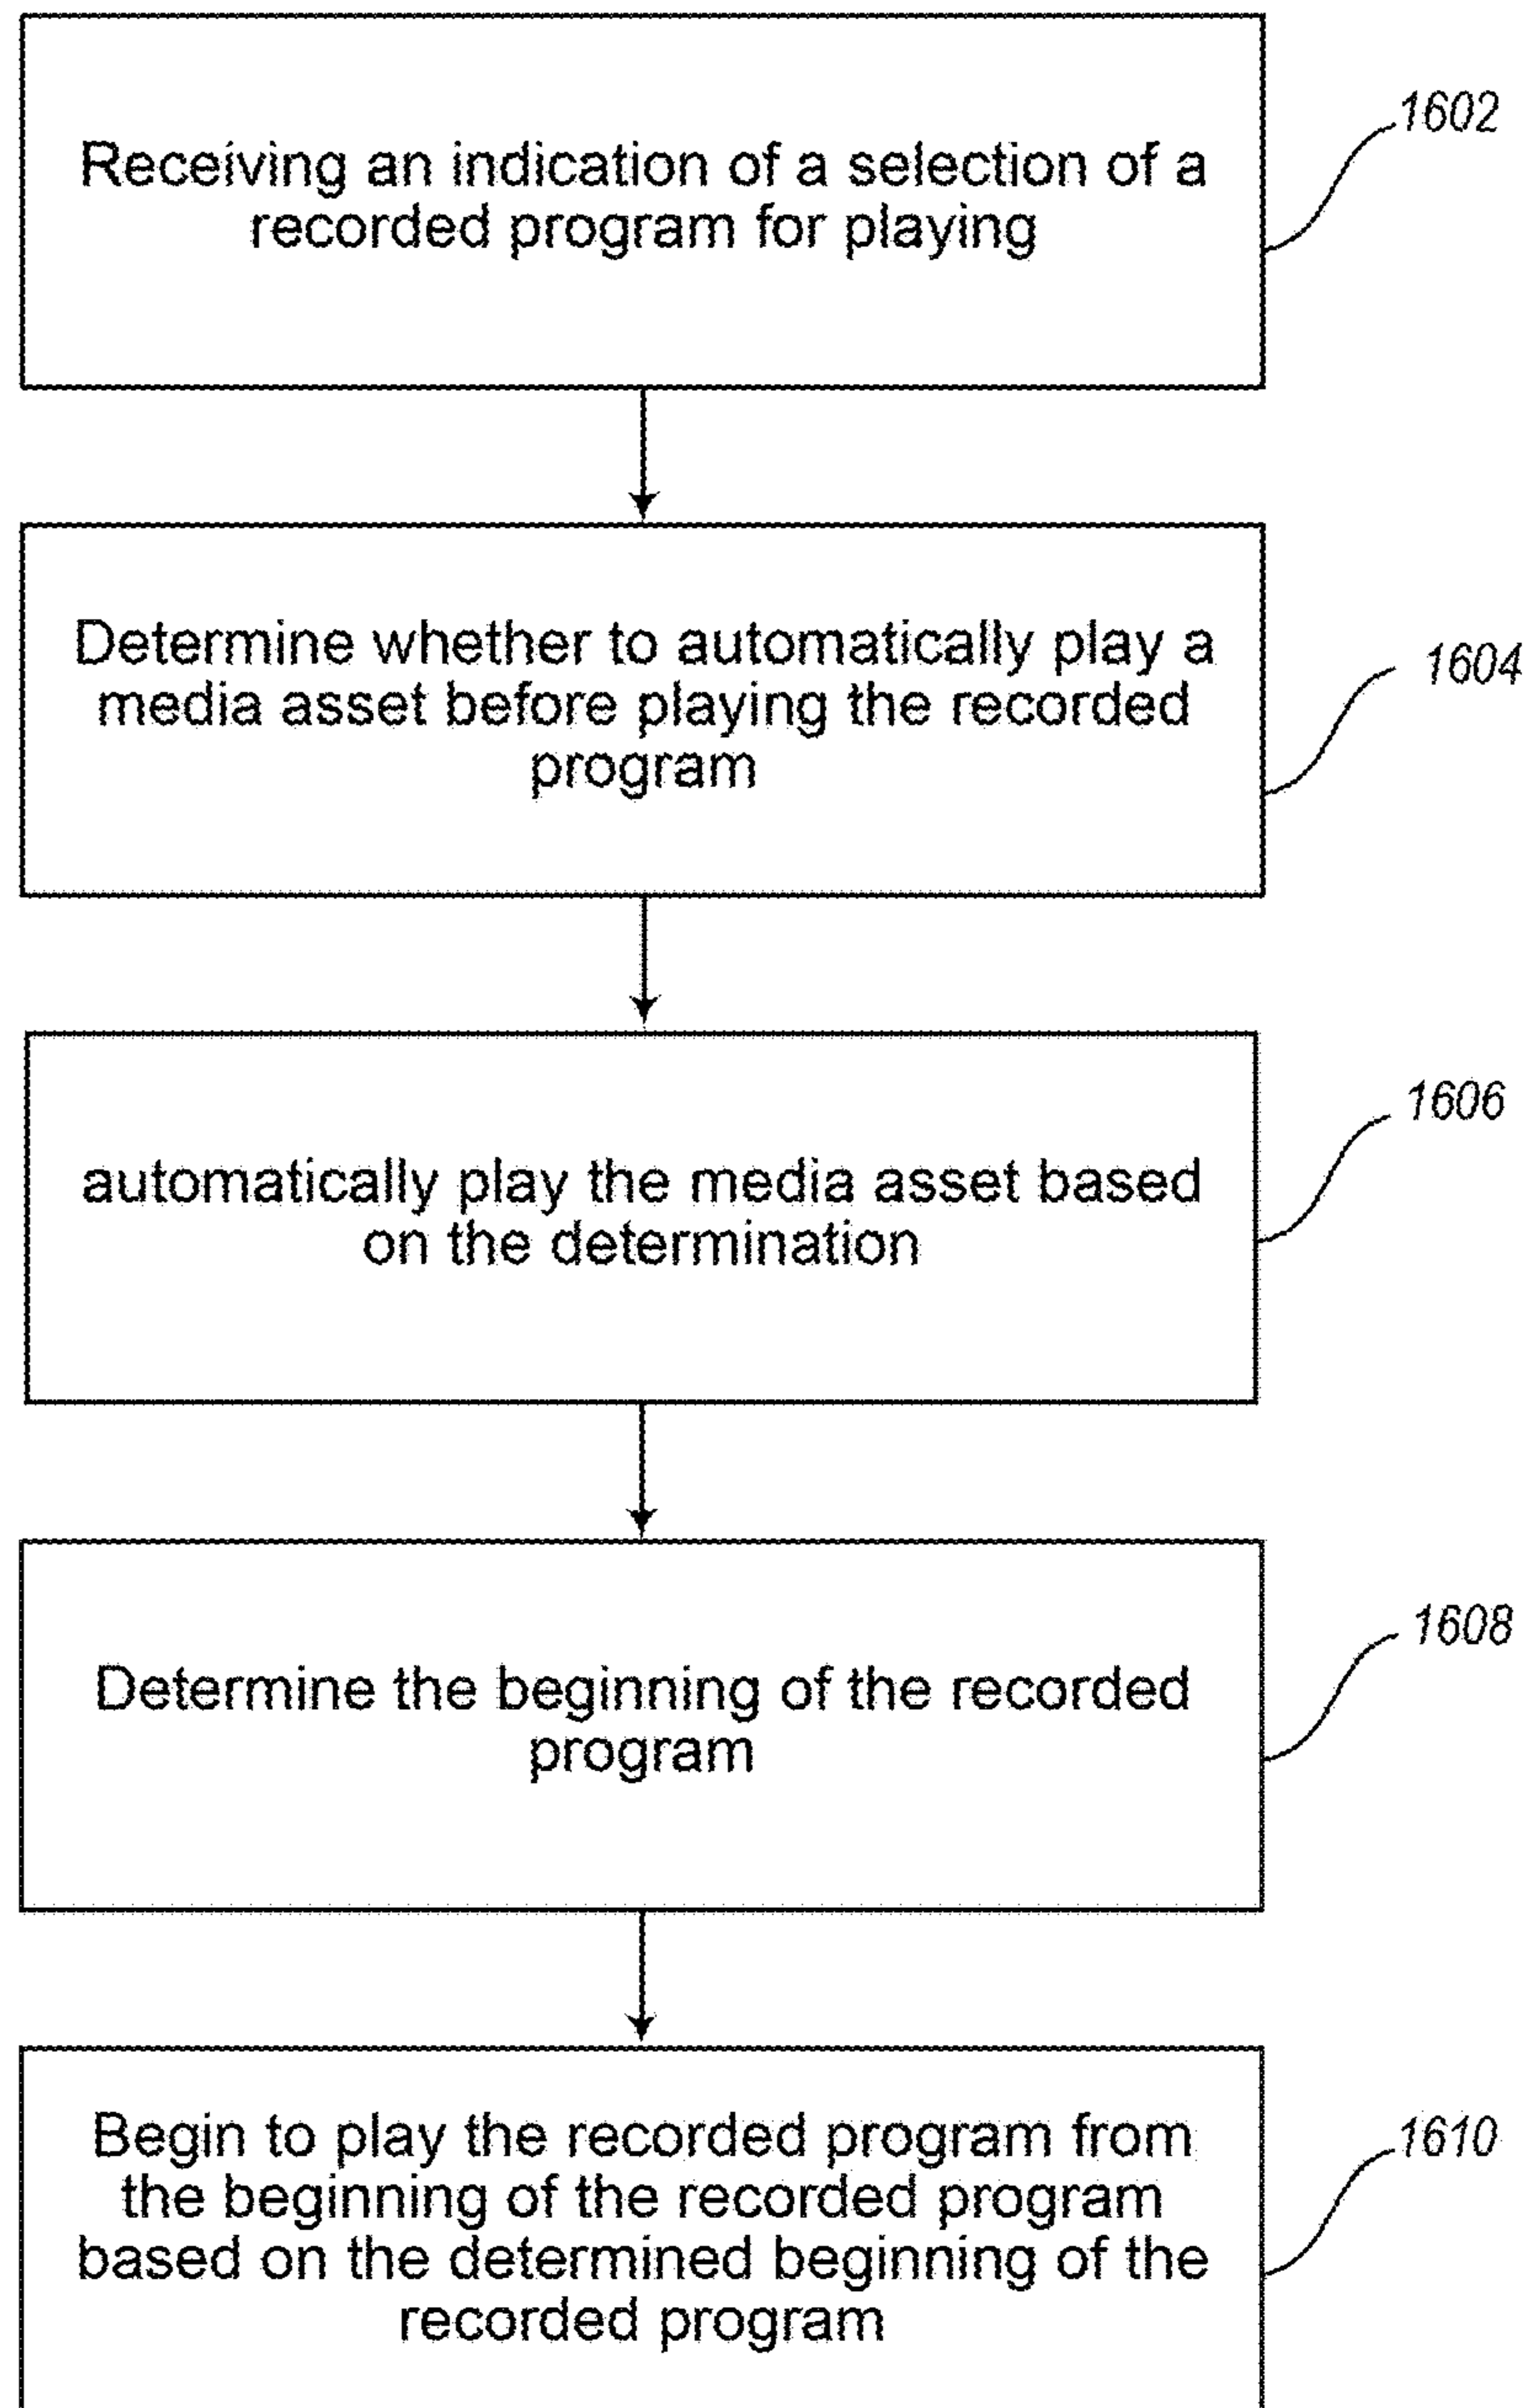 Receiving an indication of a selection of a
recorded program for playing
1602
Determine whether to automatically play a
media asset before playing the recorded
program
1604
automatically play the media asset based
on the determination
1606
Determine the beginning of the recorded
program
1608
Begin to play the recorded program from
the beginning of the recorded program
based on the determined beginning of the
recorded program
1610